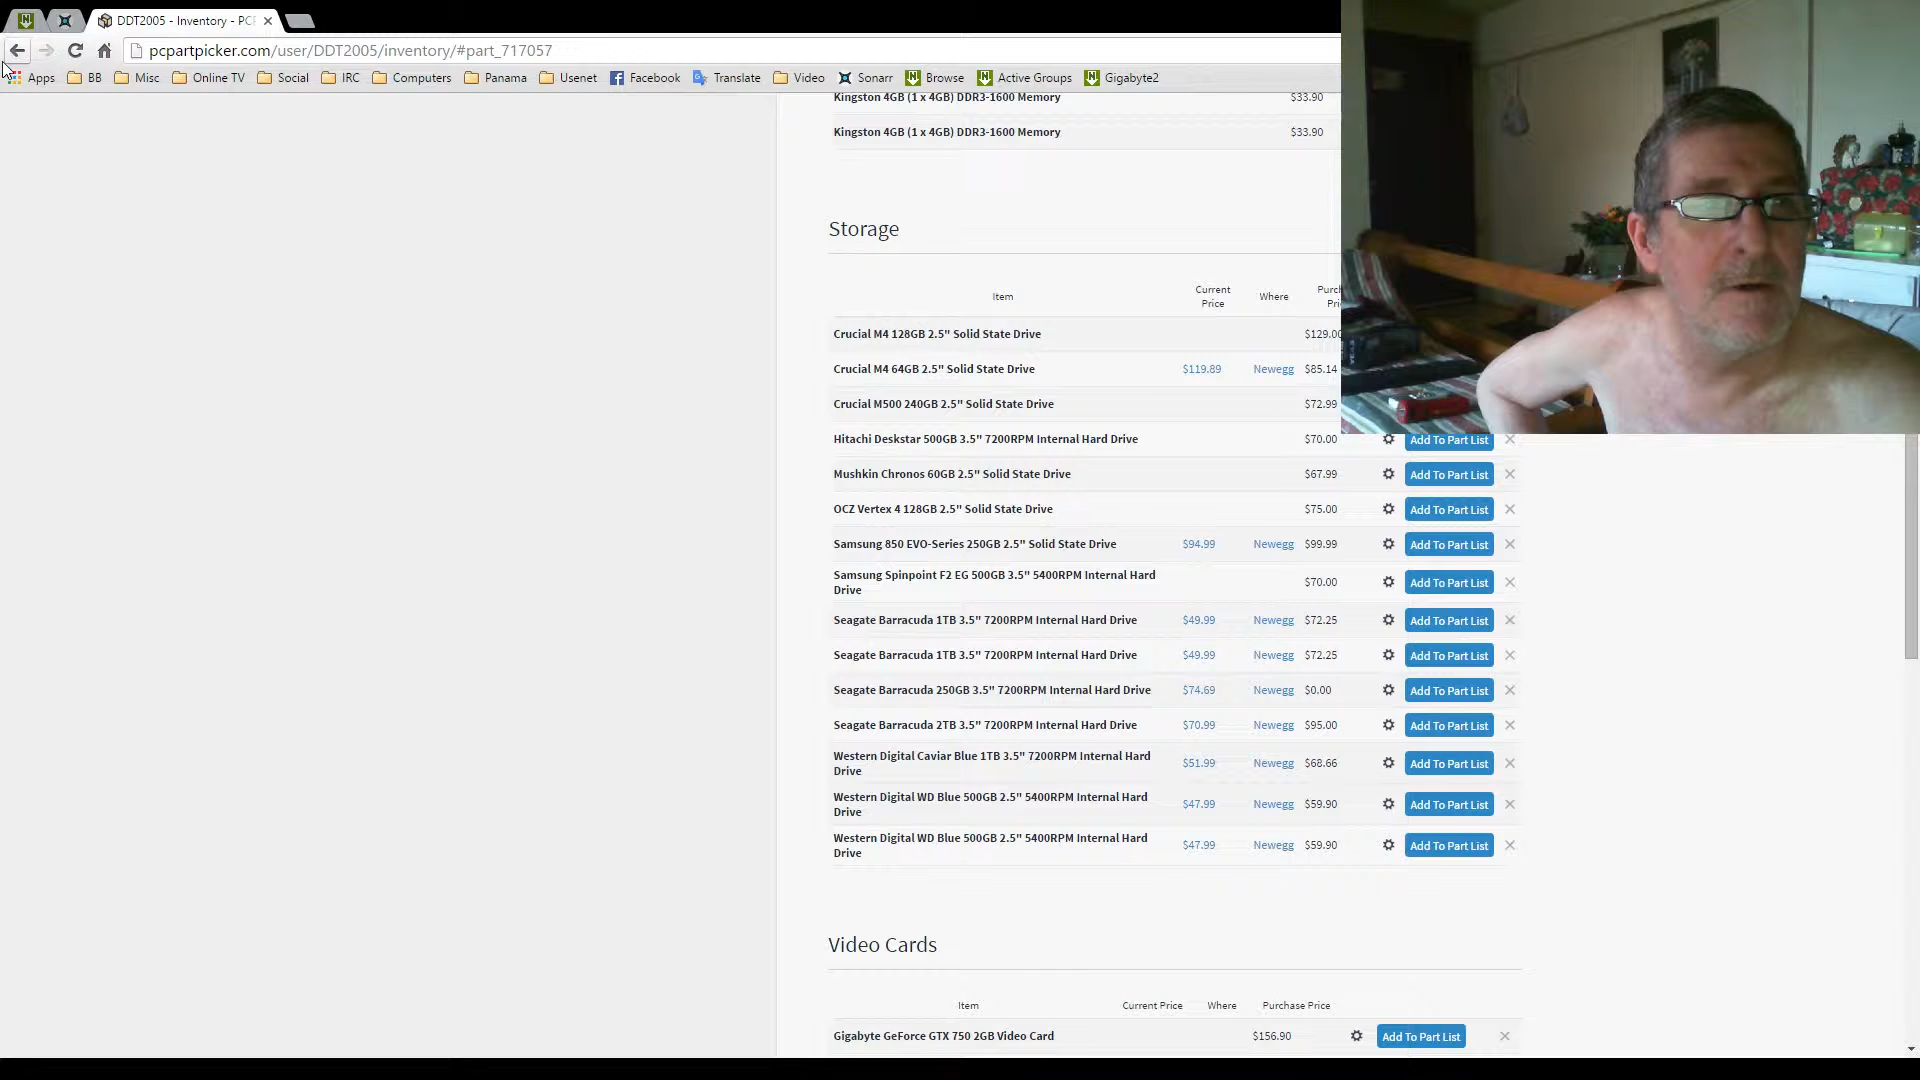 DDT2005 - Inventory - PC
pcpartpicker.com/user/DDT2005/inventory/#part_717057
Apps BB Misc Online TV Social IRC Computers Panama Usenet Facebook Translate Video Sonarr Browse Active Groups Gigabyte2
Kingston 4GB (1 x 4GB) DDR3-1600 Memory $33.90
Kingston 4GB (1 x 4GB) DDR3-1600 Memory $33.90
Storage
Item Current Price Where
Crucial M4 128GB 2.5" Solid State Drive $129.00
Crucial M4 64GB 2.5" Solid State Drive $119.89 Newegg $85.14
Crucial M500 240GB 2.5" Solid State Drive $72.99
Hitachi Deskstar 500GB 3.5" 7200RPM Internal Hard Drive $70.00 Add To Part List
Mushkin Chronos 60GB 2.5" Solid State Drive $67.99 Add To Part List
OCZ Vertex 4 128GB 2.5" Solid State Drive $75.00 Add To Part List
Samsung 850 EVO-Series 250GB 2.5" Solid State Drive $94.99 Newegg $99.99 Add To Part List
Samsung Spinpoint F2 EG 500GB 3.5" 5400RPM Internal Hard
Drive $70.00 Add To Part List
Seagate Barracuda 1TB 3.5" 7200RPM Internal Hard Drive $49.99 Newegg $72.25 Add To Part List
Seagate Barracuda 1TB 3.5" 7200RPM Internal Hard Drive $49.99 Newegg $72.25 Add To Part List
Seagate Barracuda 250GB 3.5" 7200RPM Internal Hard Drive $74.69 Newegg $0.00 Add To Part List
Seagate Barracuda 2TB 3.5" 7200RPM Internal Hard Drive $70.99 Newegg $95.00 Add To Part List
Western Digital Caviar Blue 1TB 3.5" 7200RPM Internal Hard
Drive $51.99 Newegg $68.66 Add To Part List
Western Digital WD Blue 500GB 2.5" 5400RPM Internal Hard
Drive $47.99 Newegg $59.90 Add To Part List
Western Digital WD Blue 500GB 2.5" 5400RPM Internal Hard
Drive $47.99 Newegg $59.90 Add To Part List
Video Cards
Item Current Price Where Purchase Price
Gigabyte GeForce GTX 750 2GB Video Card $156.90 Add To Part List